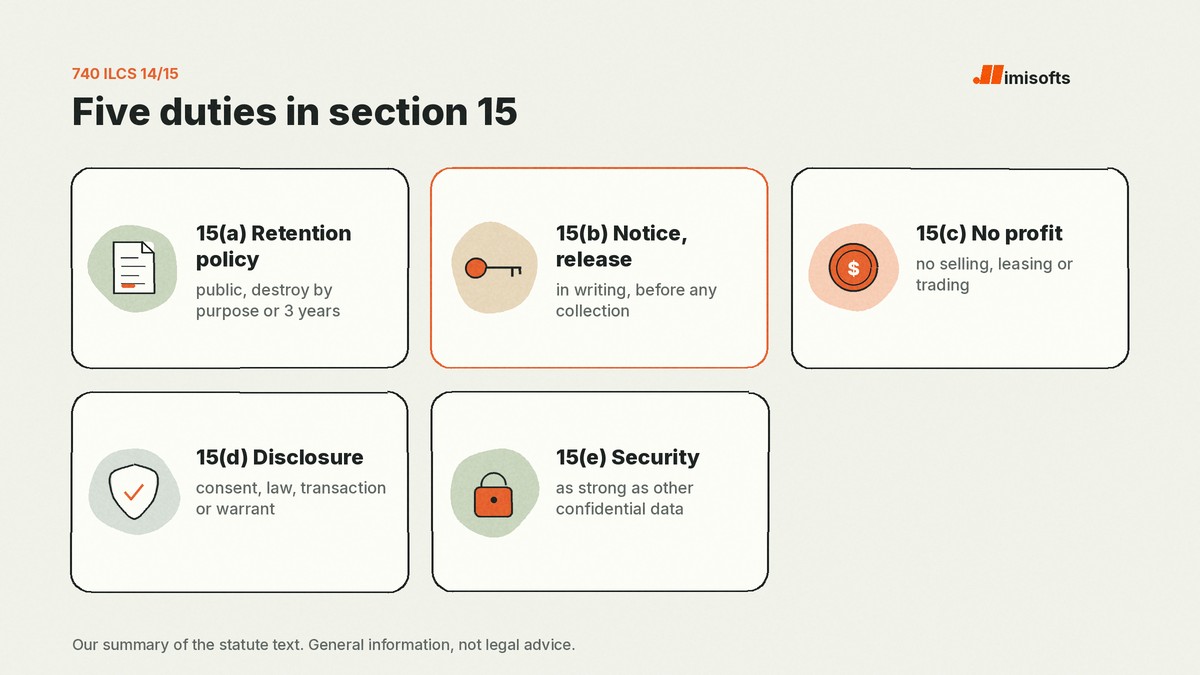 740 ILCS 14/15
Five duties in section 15
imisofts
15(a) Retention
policy
public, destroy by
purpose or 3 years
15(b) Notice,
release
in writing, before any
collection
15(c) No profit
no selling, leasing or
trading
$
15(d) Disclosure
consent, law, transaction
or warrant
15(e) Security
as strong as other
confidential data
Our summary of the statute text. General information, not legal advice.